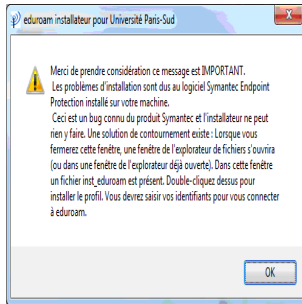 eduroam installateur pour Université Paris-Sud
Merci de prendre considération ce message est IMPORTANT.
Les problèmes d'installation sont dus au logiciel Symantec Endpoint
Protection installé sur votre machine.
Ceci est un bug connu du produit Symantec et l'installateur ne peut
rien y faire. Une solution de contournement existe : Lorsque vous
fermerez cette fenêtre, une fenêtre de l'explorateur de fichiers s'ouvrira
(ou dans une fenêtre de l'explorateur déjà ouverte). Dans cette fenêtre
un fichier inst_eduroam est présent. Double-cliquez dessus pour
installer le profil. Vous devrez saisir vos identifiants pour vous connecter
à eduroam.
OK